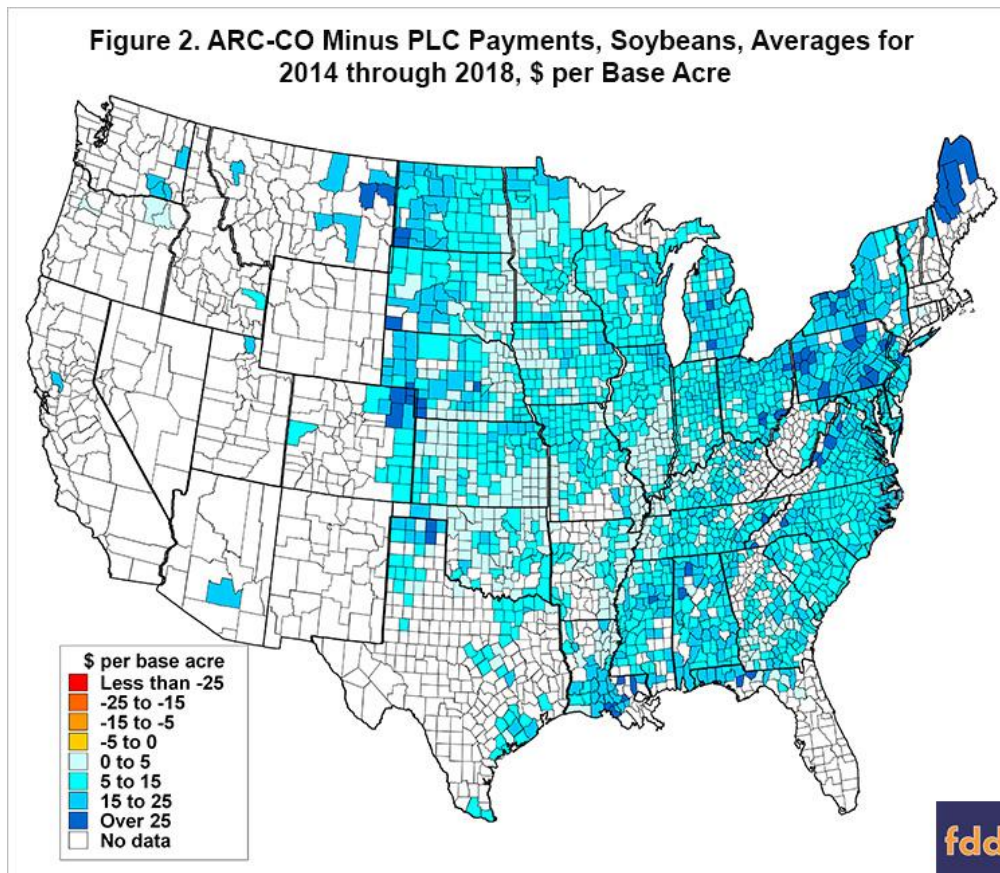 Figure 2. ARC-CO Minus PLC Payments, Soybeans, Averages for
2014 through 2018, $ per Base Acre
$ per base acre
Less than -25
-25 to -15
-15 to -5
-5 to 0
0 to 5
5 to 15
15 to 25
Over 25
No data
fdd